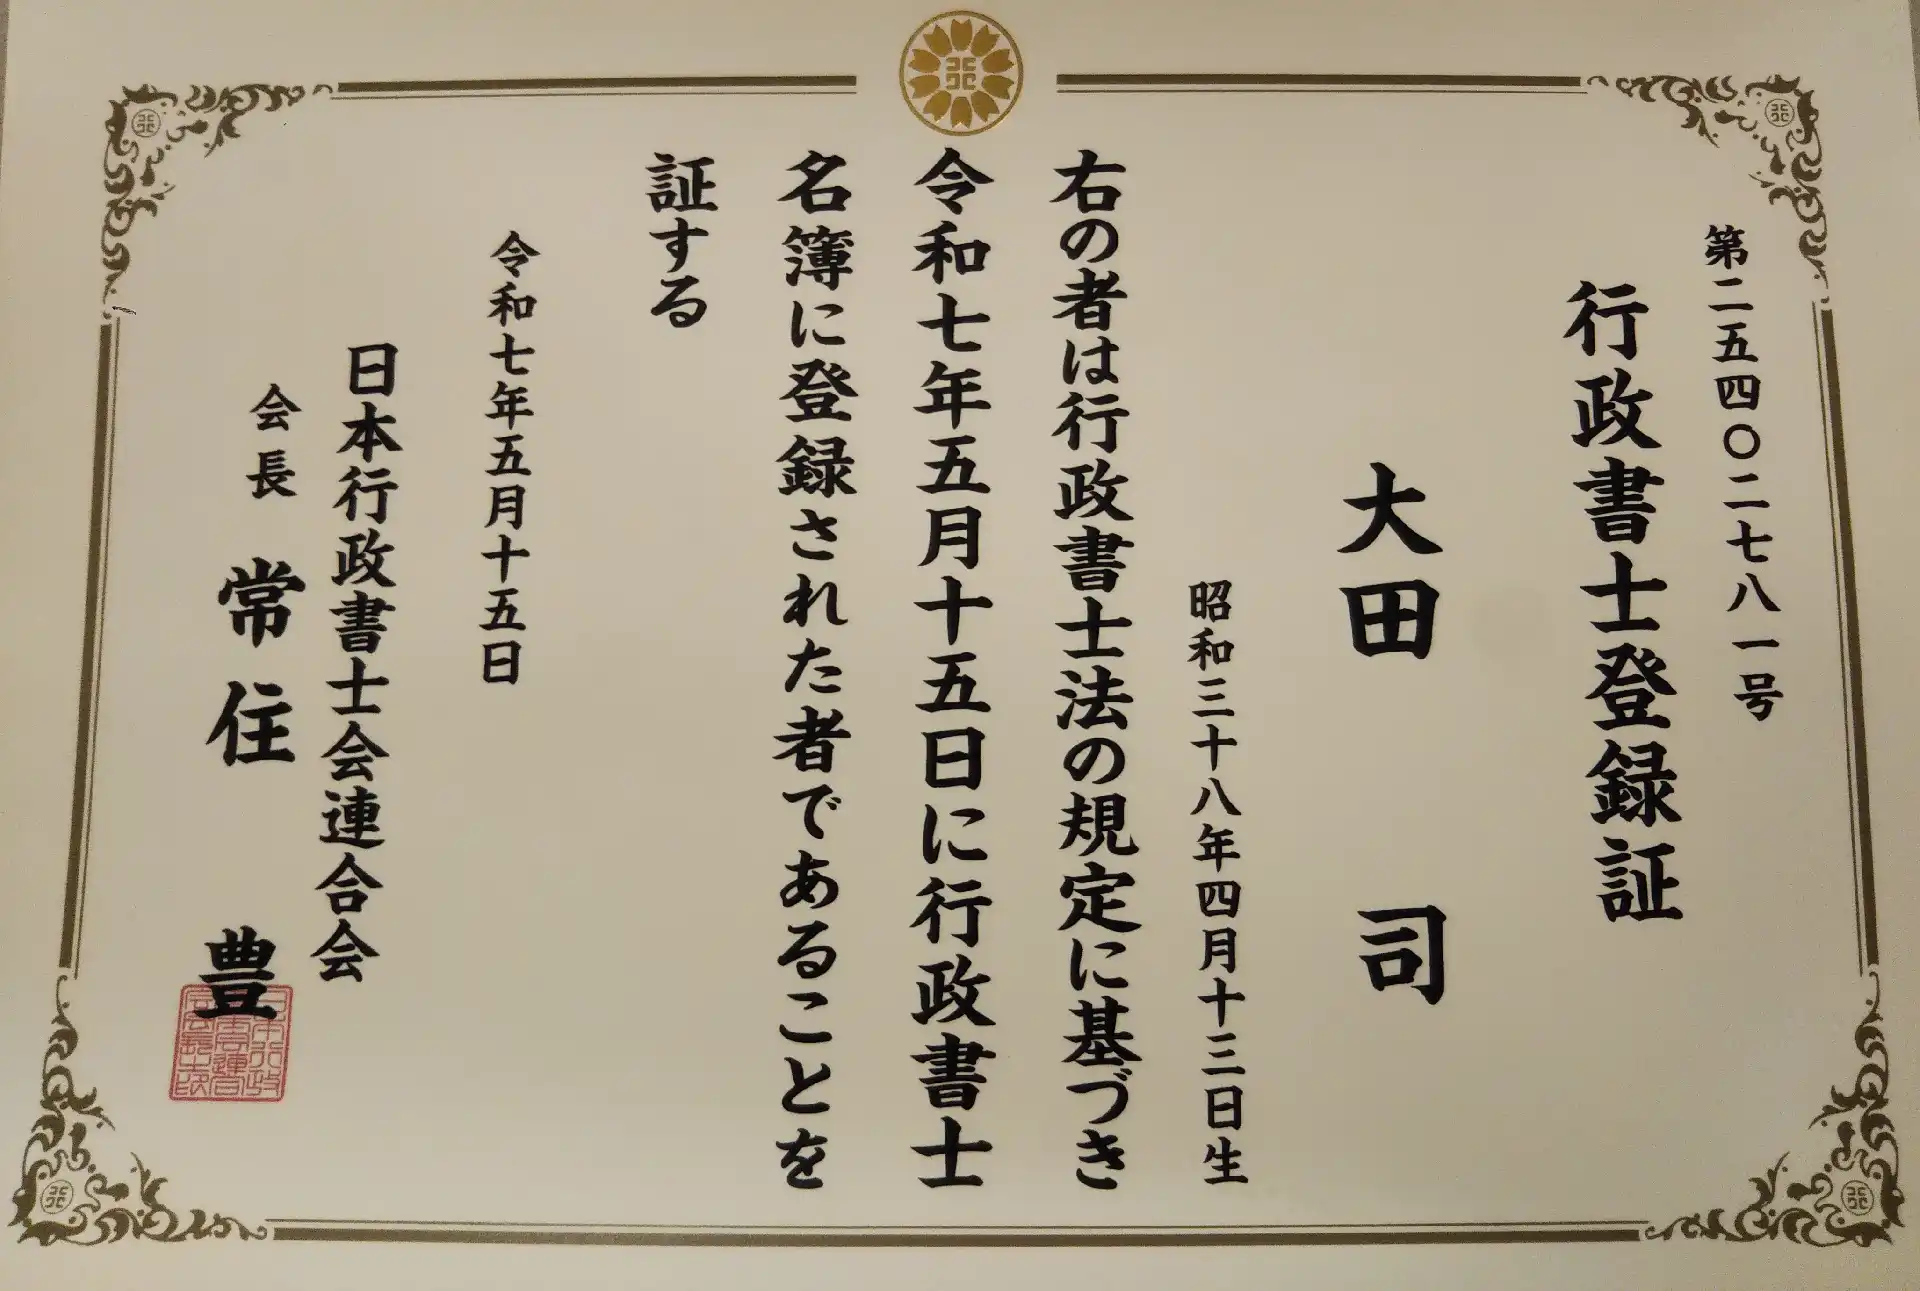 第二五四〇二七八一号
行政書士登録証
大田 司
昭和三十八年四月十三日生
右の者は行政書士法の規定に基づき
令和七年五月十五日に行政書士
名簿に登録された者であることを
証する
令和七年五月十五日
日本行政書士会連合会
会長 常住 豊